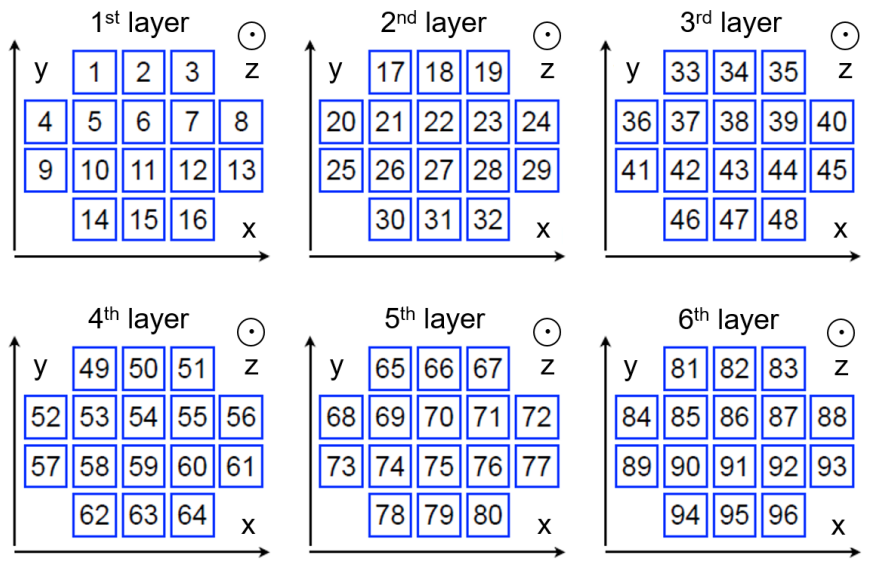 1st layer 2nd layer 3rd layer
y 1 2 3 z y 17 18 19 z y 33 34 35 z
4 5 6 7 8 20 21 22 23 24 36 37 38 39 40
9 10 11 12 13 25 26 27 28 29 41 42 43 44 45
14 15 16 x 30 31 32 x 46 47 48 x
4th layer 5th layer 6th layer
y 49 50 51 z y 65 66 67 z y 81 82 83 z
52 53 54 55 56 68 69 70 71 72 84 85 86 87 88
57 58 59 60 61 73 74 75 76 77 89 90 91 92 93
62 63 64 x 78 79 80 x 94 95 96 x